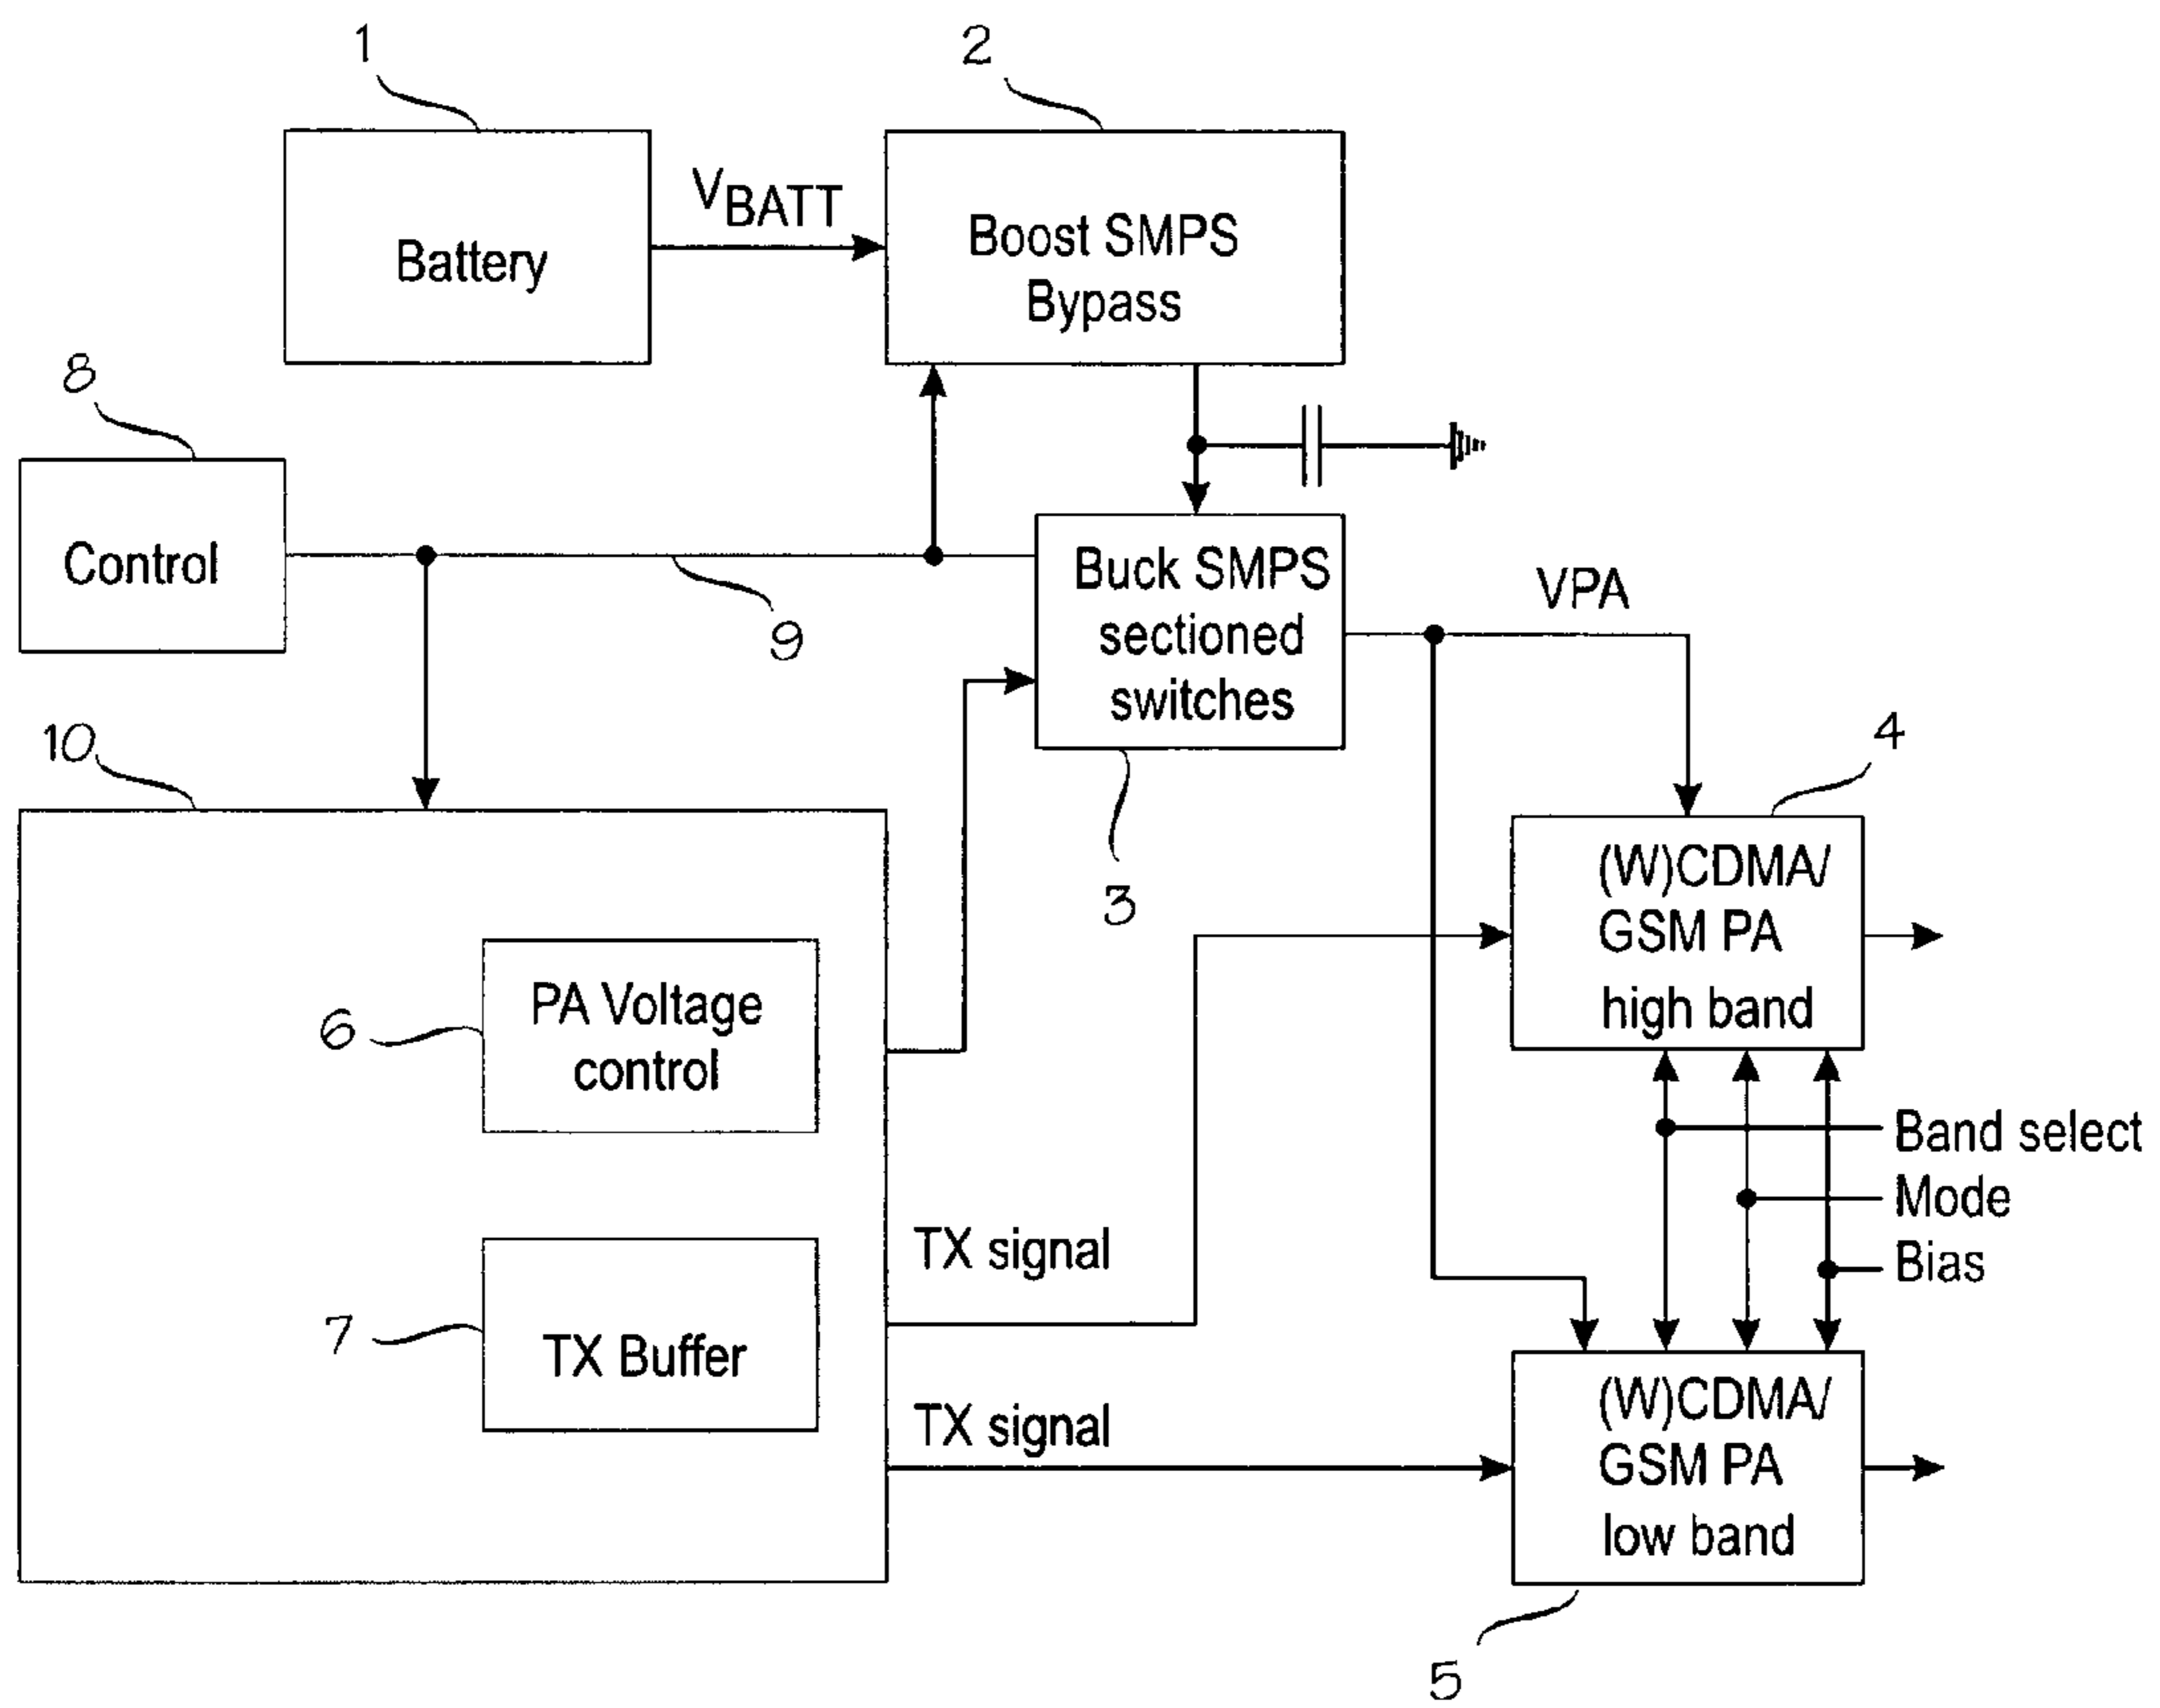 1
2
VBATT
Battery
Boost SMPS
Bypass
8
Control
9
Buck SMPS
sectioned
switches
VPA
10
3
4
(W)CDMA/
GSM PA
high band
6
PA Voltage
control
Band select
Mode
Bias
TX signal
7
TX Buffer
TX signal
(W)CDMA/
GSM PA
low band
5